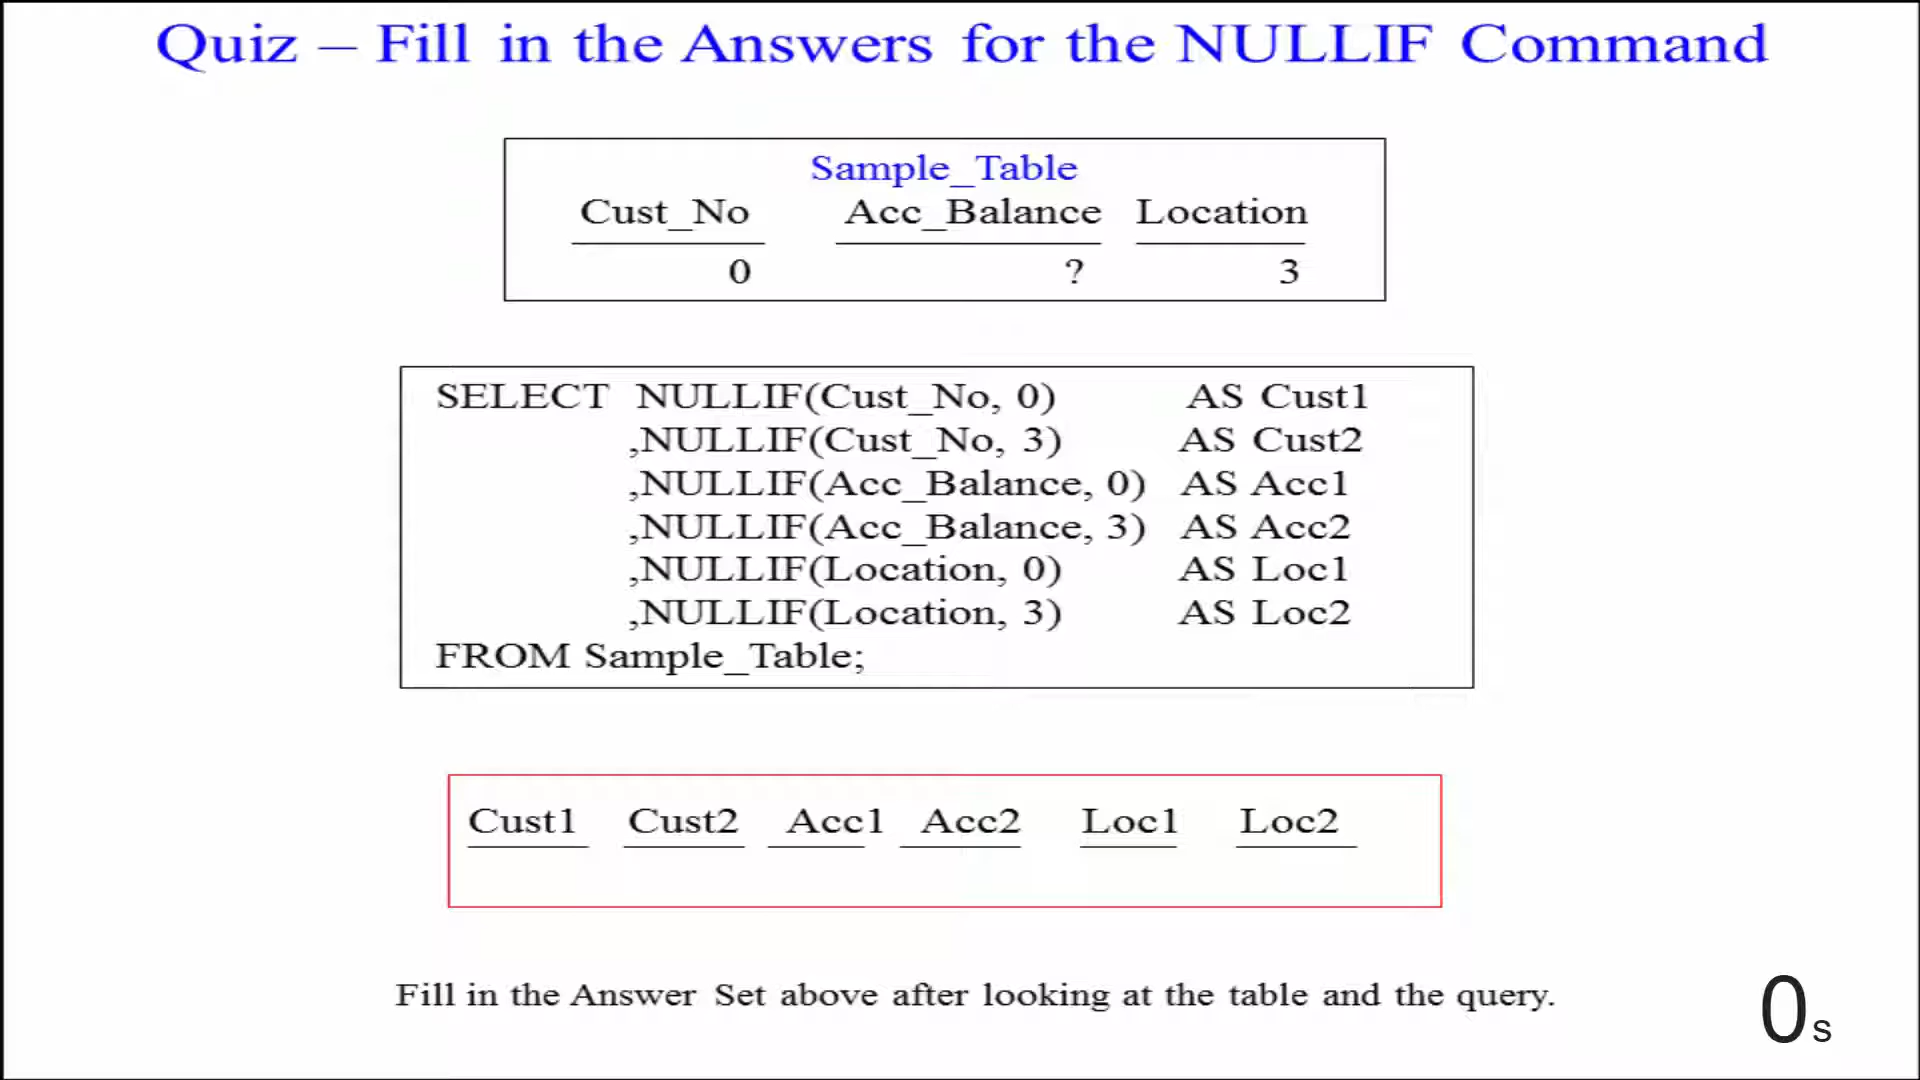 Quiz – Fill in the Answers for the NULLIF Command
Sample_Table
Cust_No Acc_Balance Location
0 ? 3
SELECT NULLIF(Cust_No, 0) AS Cust1
,NULLIF(Cust_No, 3) AS Cust2
,NULLIF(Acc_Balance, 0) AS Acc1
,NULLIF(Acc_Balance, 3) AS Acc2
,NULLIF(Location, 0) AS Loc1
,NULLIF(Location, 3) AS Loc2
FROM Sample_Table;
Cust1 Cust2 Acc1 Acc2 Loc1 Loc2
Fill in the Answer Set above after looking at the table and the query.
0s